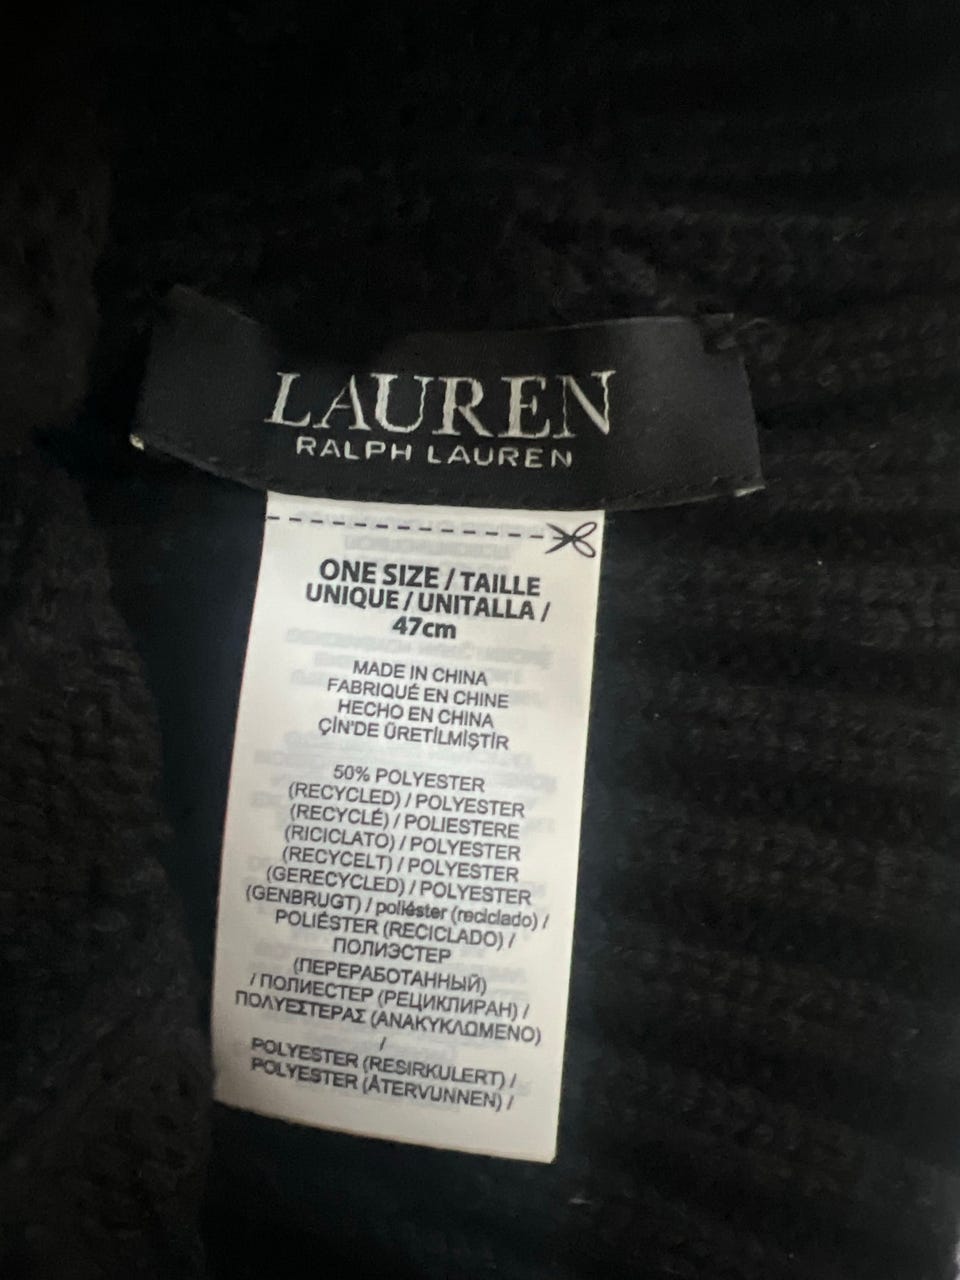 LAUREN
RALPH LAUREN
ONE SIZE / TAILLE
UNIQUE / UNITALLA /
47cm
MADE IN CHINA
FABRIQUÉ EN CHINE
HECHO EN CHINA
ÇİN'DE ÜRETİLMİŞTİR
50% POLYESTER
(RECYCLED) / POLYESTER
(RECYCLÉ) / POLIESTERE
(RICICLATO) / POLYESTER
(RECYCELT) / POLYESTER
(GERECYCLED) / POLYESTER
(GENBRUGT) / poliéster (reciclado) /
POLIÉSTER (RECICLADO) /
ПОЛИЭСТЕР
(ПЕРЕРАБОТАННЫЙ)
/ ПОЛИЕСТЕР (РЕЦИКЛИРАН) /
ΠΟΛΥΕΣΤΕΡΑΣ (ΑΝΑΚΥΚΛΩΜΕΝΟ)
/
POLYESTER (RESIRKULERT) /
POLYESTER (ÅTERVUNNEN) /